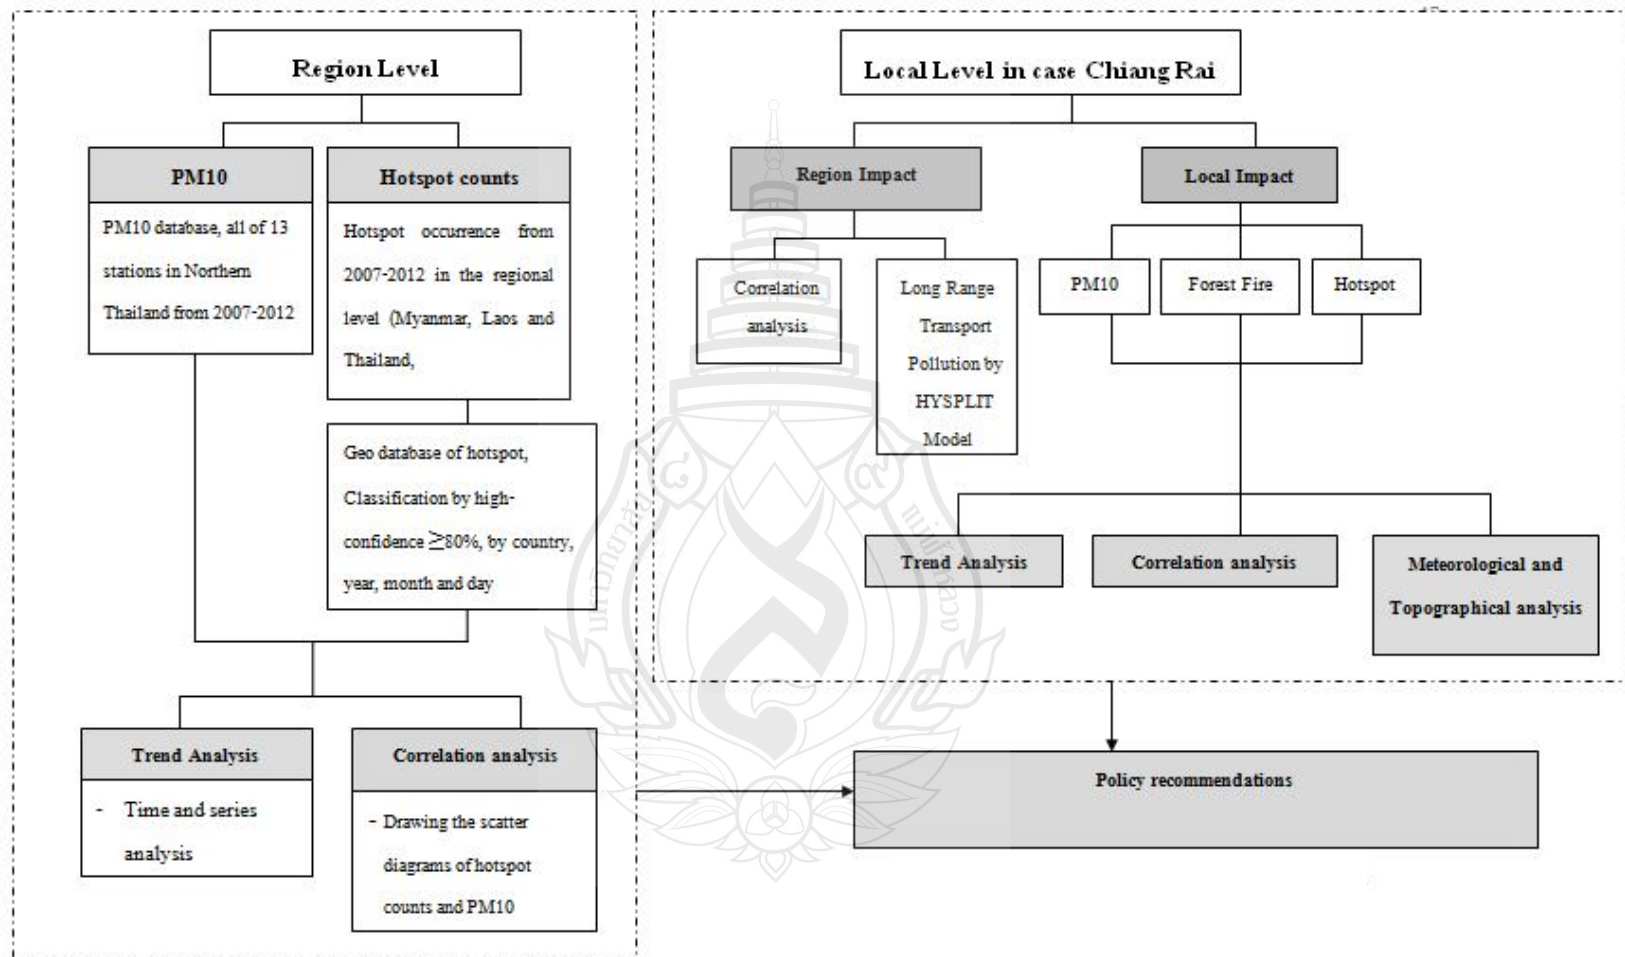 Region Level
PM10
PM10 database, all of 13
stations in Northern
Thailand from 2007-2012
Hotspot counts
Hotspot occurrence from
2007-2012 in the regional
level (Myanmar, Laos and
Thailand,
Geo database of hotspot,
Classification by high-
confidence ≥80%, by country,
year, month and day
Trend Analysis
- Time and series
analysis
Correlation analysis
- Drawing the scatter
diagrams of hotspot
counts and PM10
Local Level in case Chiang Rai
Region Impact
Correlation
analysis
Long Range
Transport
Pollution by
HYSPLIT
Model
Local Impact
PM10
Forest Fire
Hotspot
Trend Analysis
Correlation analysis
Meteorological and
Topographical analysis
Policy recommendations